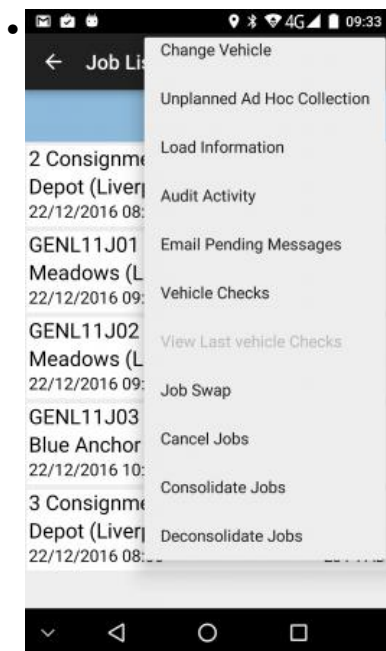 4G 09:33
Job Lis
Change Vehicle
Unplanned Ad Hoc Collection
Load Information
Audit Activity
Email Pending Messages
Vehicle Checks
View Last vehicle Checks
Job Swap
Cancel Jobs
Consolidate Jobs
Deconsolidate Jobs
2 Consignme
Depot (Liverp
22/12/2016 08:
GENL11J01
Meadows (L
22/12/2016 09:
GENL11J02
Meadows (L
22/12/2016 09:
GENL11J03
Blue Anchor
22/12/2016 10:
3 Consignme
Depot (Liverp
22/12/2016 08: